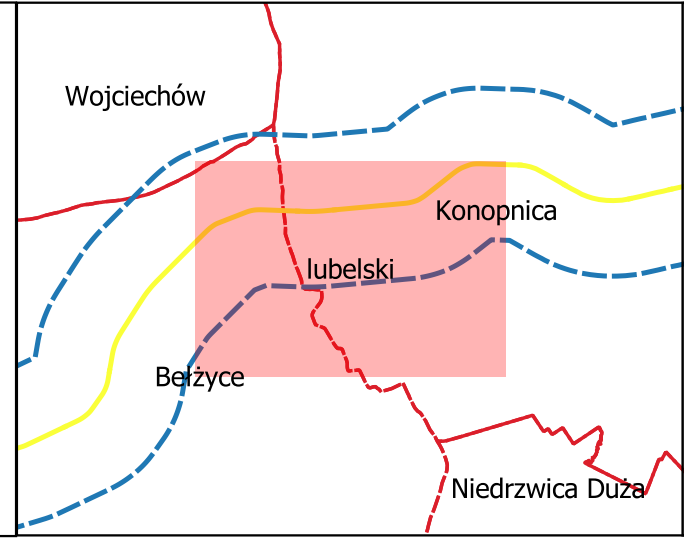 Wojciechów
Konopnica
lubelski
Bełżyce
Niedrzwica Duża